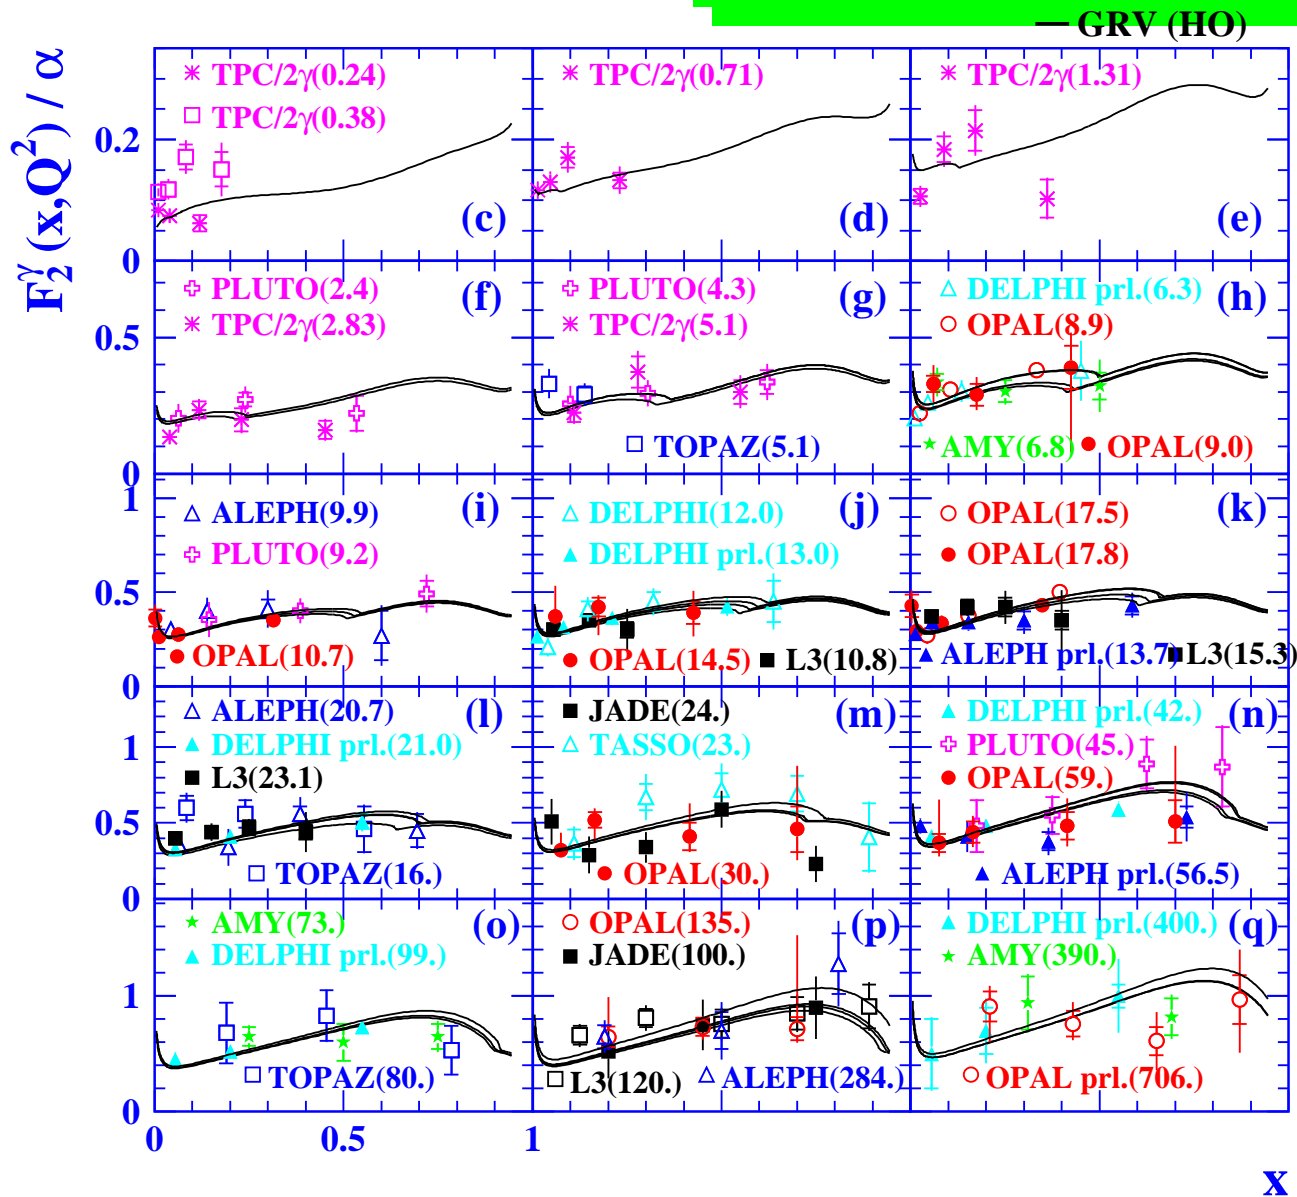 GRV (HO)
F₂^γ (x,Q²) / α
TPC/2γ(0.24)
TPC/2γ(0.38)
(c)
TPC/2γ(0.71)
(d)
TPC/2γ(1.31)
(e)
0.2
0
PLUTO(2.4)
TPC/2γ(2.83)
(f)
PLUTO(4.3)
TPC/2γ(5.1)
(g)
TOPAZ(5.1)
DELPHI prl.(6.3)
OPAL(8.9)
(h)
AMY(6.8)
OPAL(9.0)
0.5
0
ALEPH(9.9)
PLUTO(9.2)
(i)
OPAL(10.7)
DELPHI(12.0)
DELPHI prl.(13.0)
(j)
OPAL(14.5)
L3(10.8)
OPAL(17.5)
OPAL(17.8)
(k)
ALEPH prl.(13.7)
L3(15.3)
1
0.5
0
ALEPH(20.7)
DELPHI prl.(21.0)
L3(23.1)
(l)
TOPAZ(16.)
JADE(24.)
TASSO(23.)
(m)
OPAL(30.)
DELPHI prl.(42.)
PLUTO(45.)
OPAL(59.)
(n)
ALEPH prl.(56.5)
1
0.5
0
AMY(73.)
DELPHI prl.(99.)
(o)
TOPAZ(80.)
OPAL(135.)
JADE(100.)
(p)
L3(120.)
ALEPH(284.)
DELPHI prl.(400.)
AMY(390.)
(q)
OPAL prl.(706.)
1
0
0
0.5
1
x